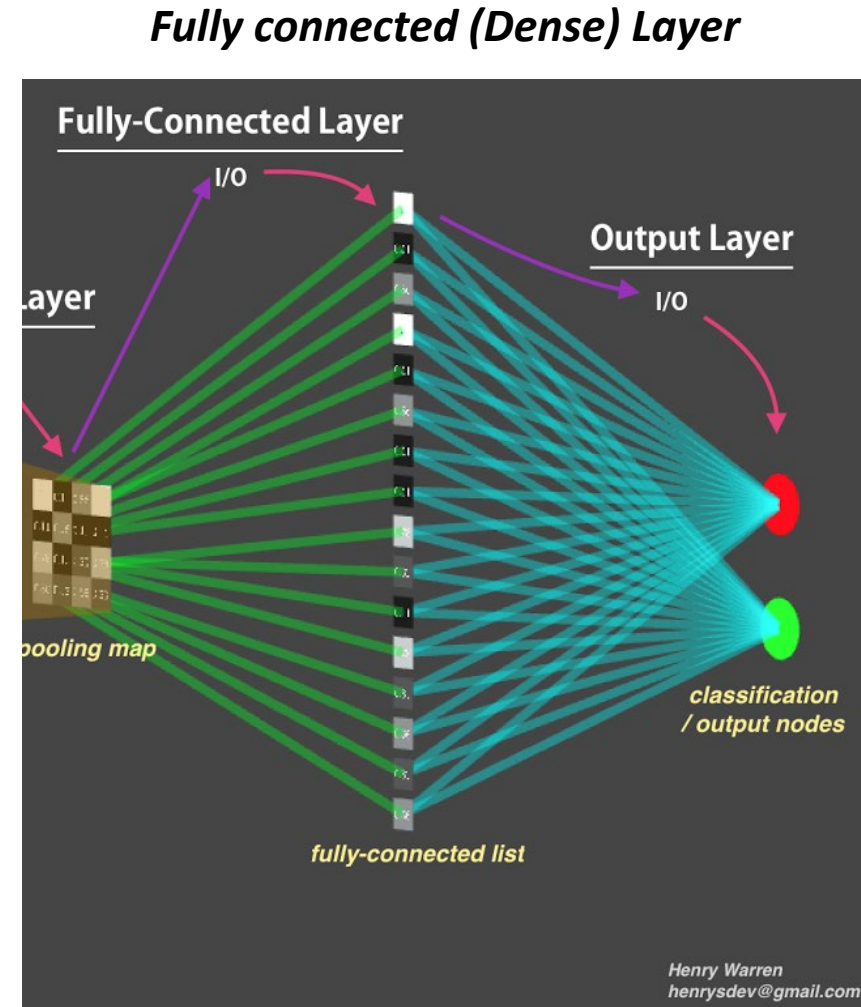 Fully connected (Dense) Layer
Fully-Connected Layer
I/O
Output Layer
I/O
Layer
pooling map
classification
/ output nodes
fully-connected list
Henry Warren
henrysdev@gmail.com